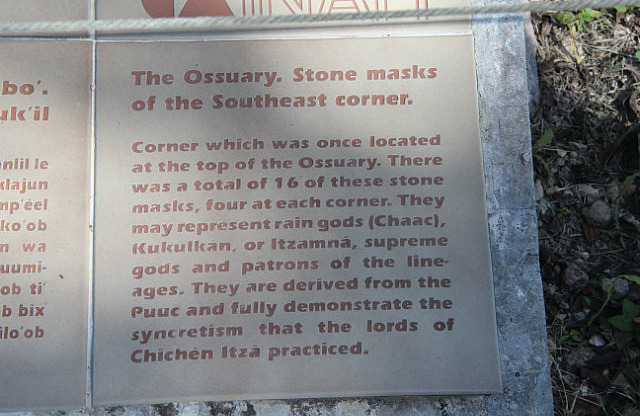 INAH
bo'.
uk'il
anlil le
klajun
mp'éel
ko'ob
n wa
uumi-
ob ti'
b bix
ilo'ob
The Ossuary. Stone masks
of the Southeast corner.
Corner which was once located
at the top of the Ossuary. There
was a total of 16 of these stone
masks, four at each corner. They
may represent rain gods (Chaac),
Kukulkán, or Itzamná, supreme
gods and patrons of the line-
ages. They are derived from the
Puuc and fully demonstrate the
syncretism that the lords of
Chichén Itzá practiced.